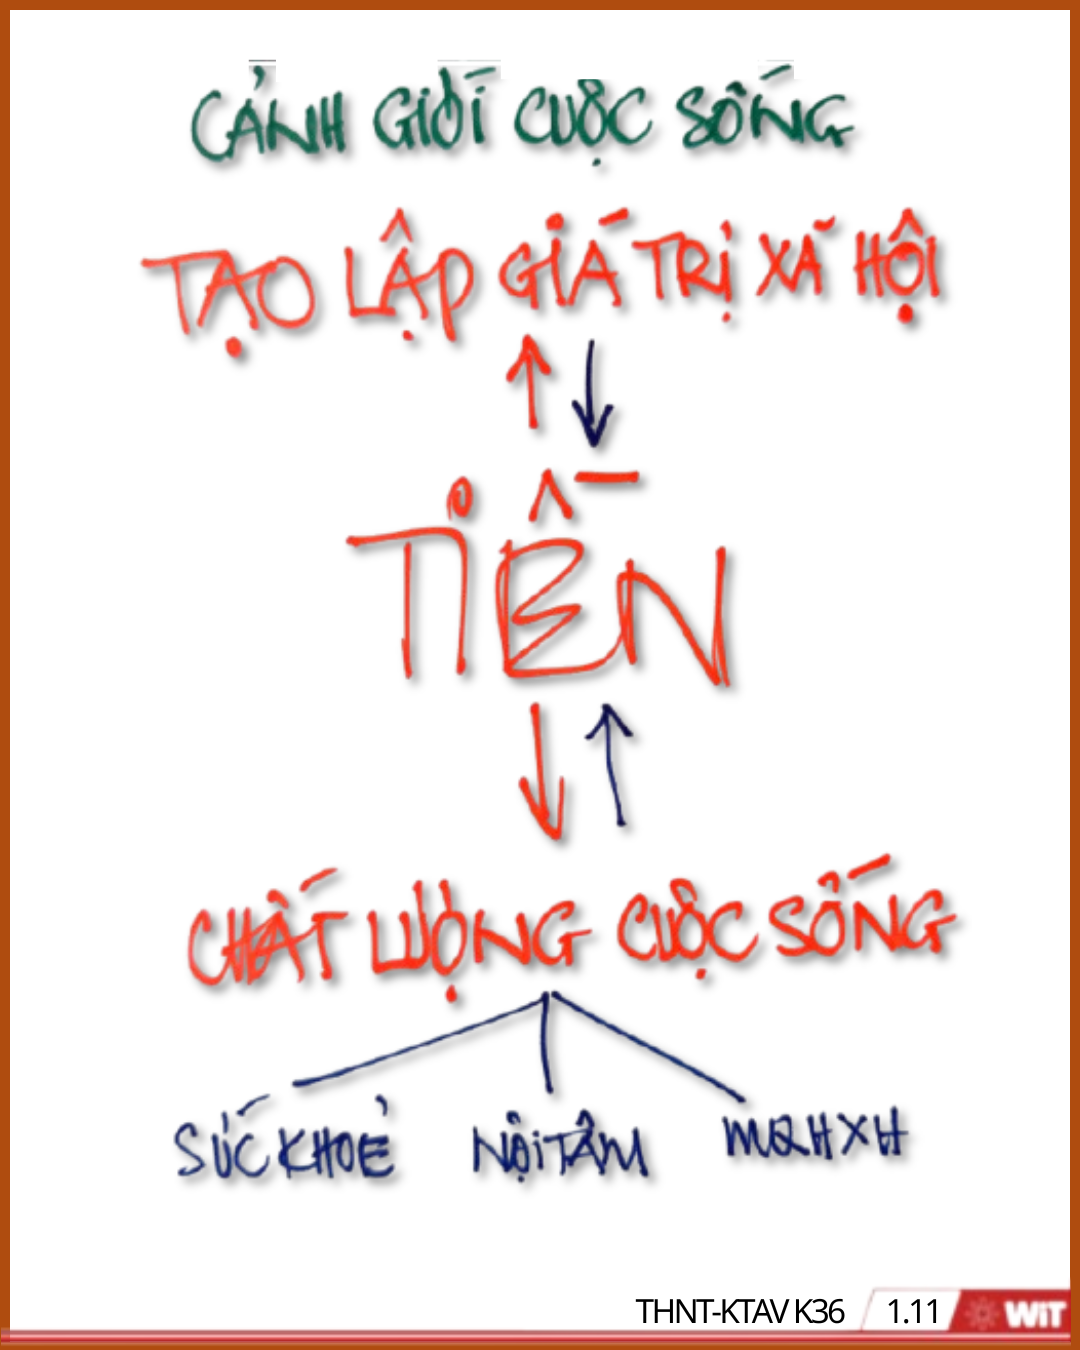 CẢNH GIỚI CUỘC SỐNG
TẠO LẬP GIÁ TRỊ XÃ HỘI
TIỀN
CHẤT LƯỢNG CUỘC SỐNG
SỨC KHOẺ NỘI TÂM MQHXH
THNT-KTAV K36 1.11 WiT